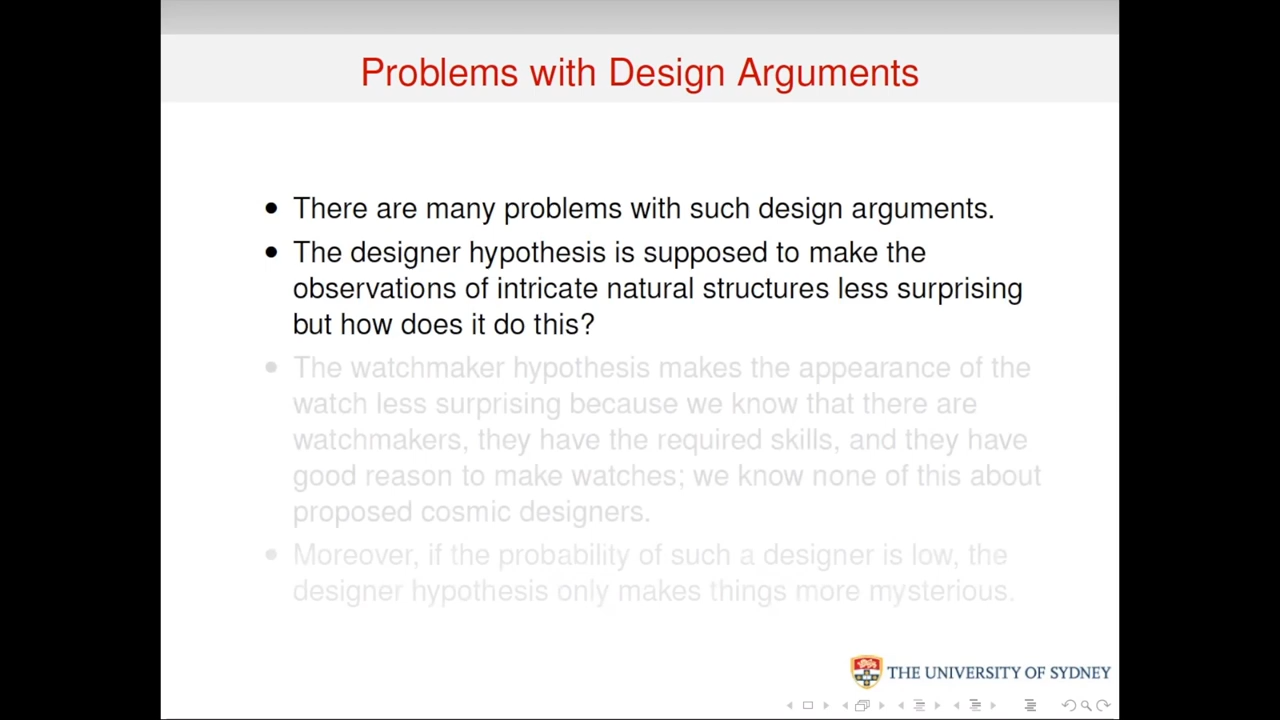 Problems with Design Arguments
• There are many problems with such design arguments.
• The designer hypothesis is supposed to make the
observations of intricate natural structures less surprising
but how does it do this?
• The watchmaker hypothesis makes the appearance of the
watch less surprising because we know that there are
watchmakers, they have the required skills, and they have
good reason to make watches; we know none of this about
proposed cosmic designers.
• Moreover, if the probability of such a designer is low, the
designer hypothesis only makes things more mysterious.
THE UNIVERSITY OF SYDNEY